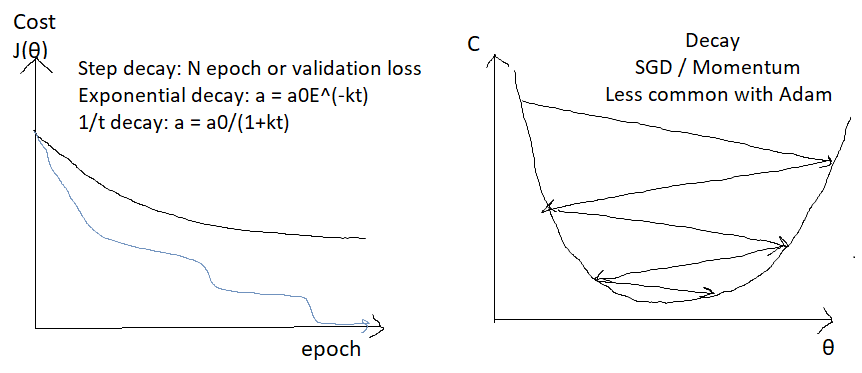 Cost
J(θ)
Step decay: N epoch or validation loss
Exponential decay: a = a0E^(-kt)
1/t decay: a = a0/(1+kt)
epoch
C
Decay
SGD / Momentum
Less common with Adam
θ